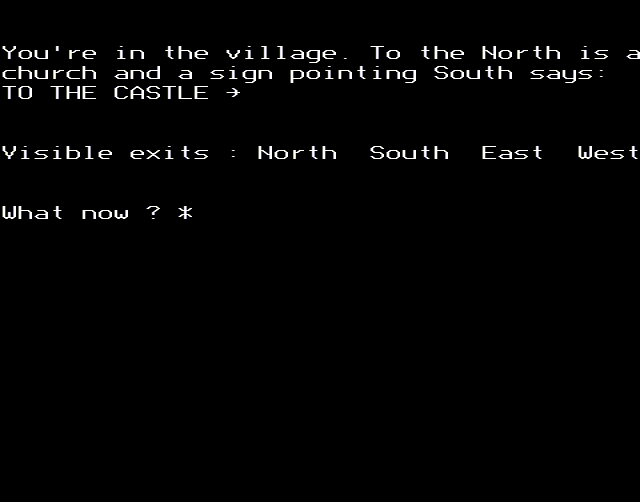 You're in the village. To the North is a
church and a sign pointing South says:
TO THE CASTLE →
Visible exits : North South East West
What now ? *